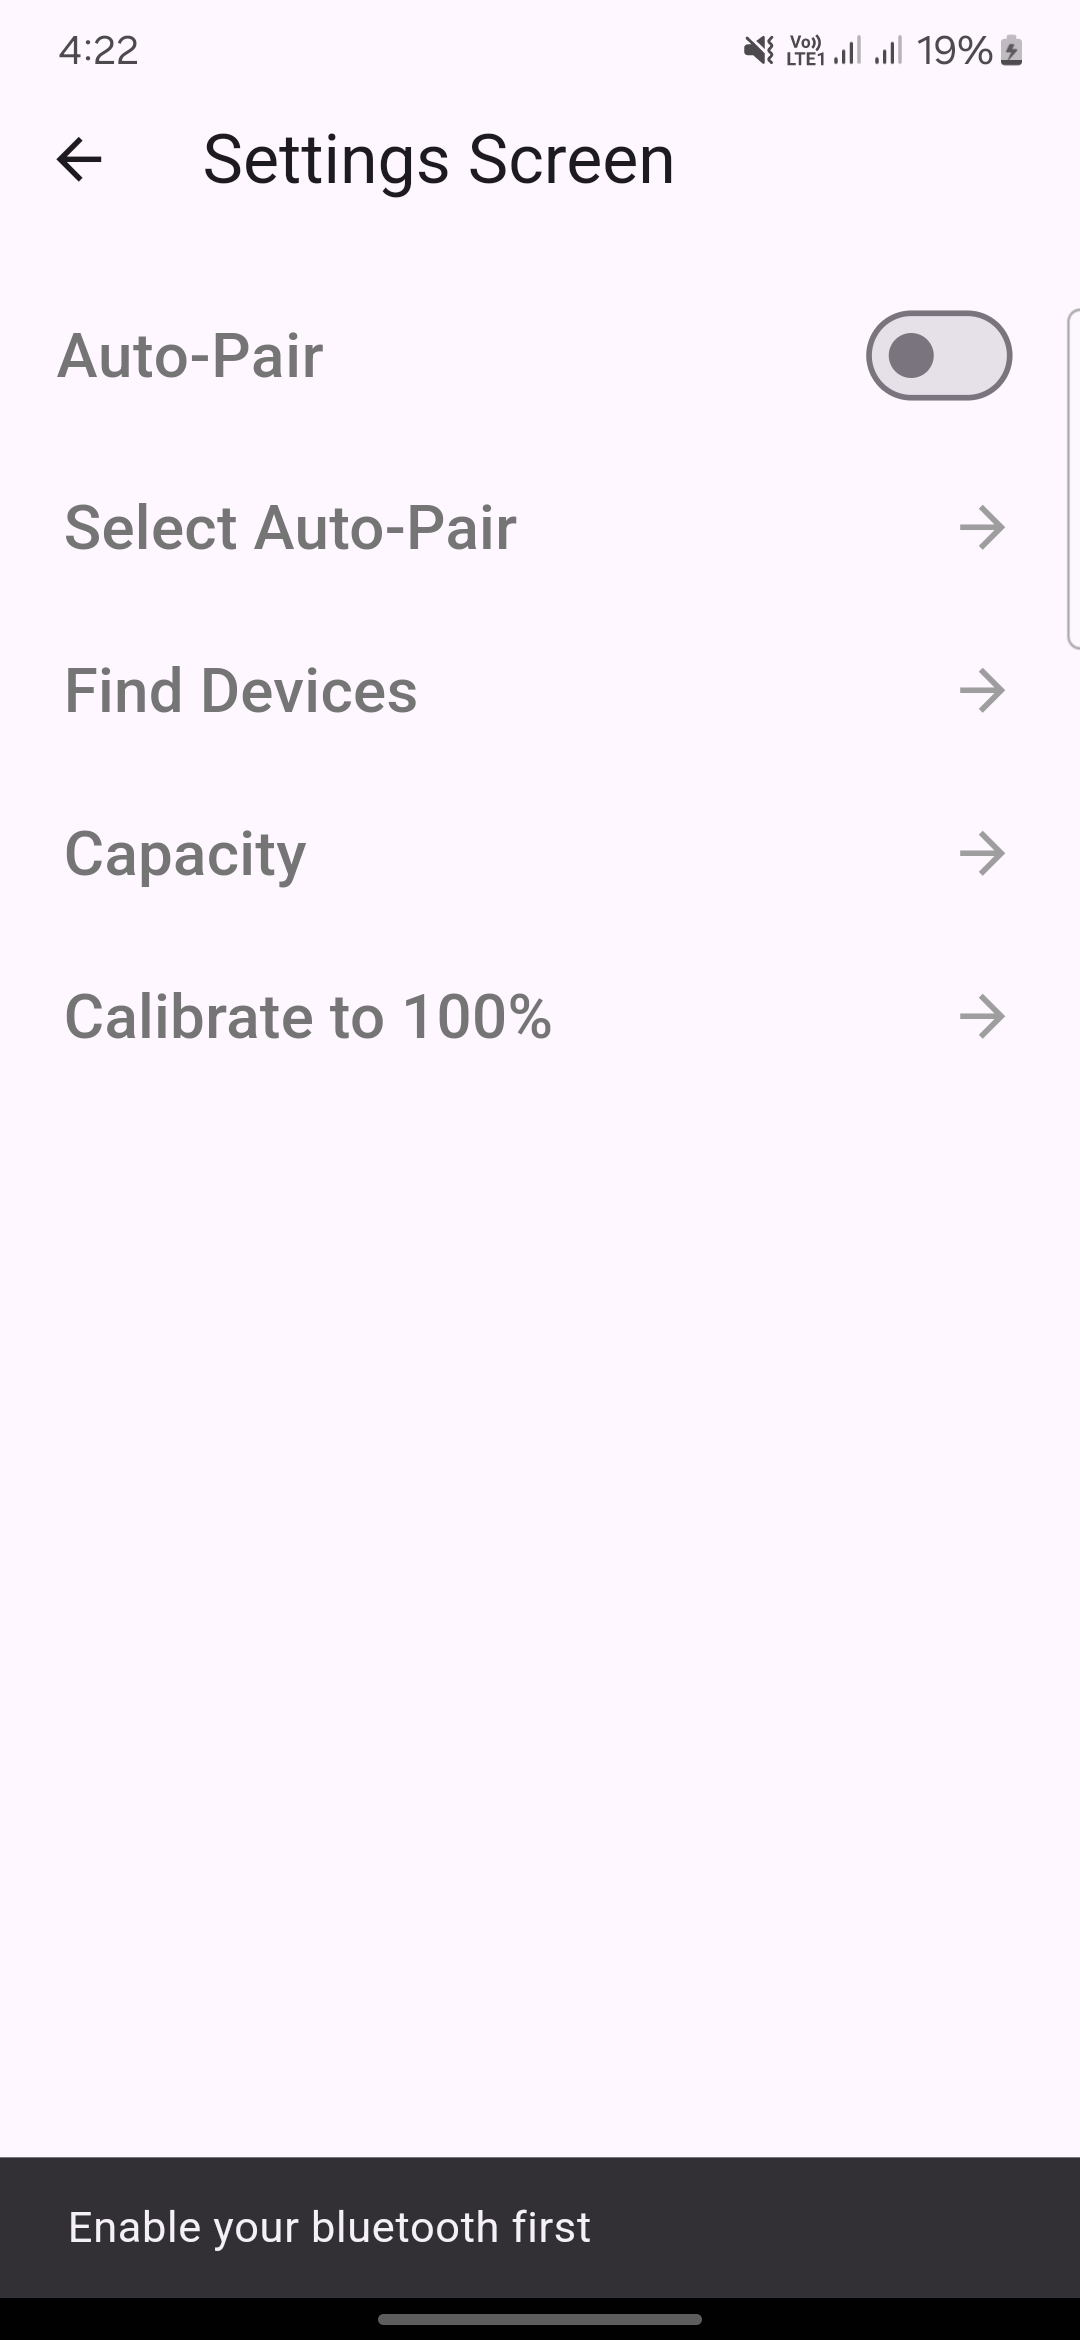 4:22 Vo)) LTE1 19%
Settings Screen
Auto-Pair
Select Auto-Pair
Find Devices
Capacity
Calibrate to 100%
Enable your bluetooth first